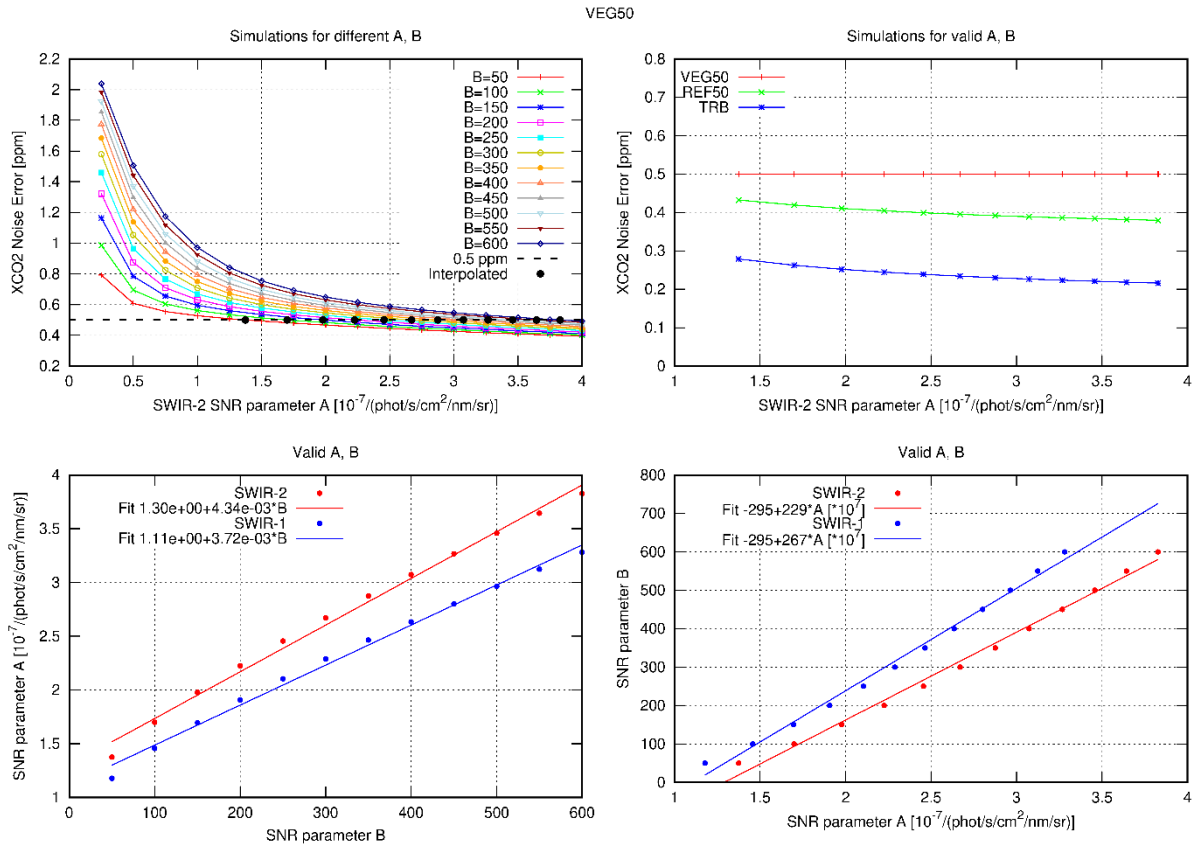 VEG50
Simulations for different A, B
XCO2 Noise Error [ppm]
2.2
2
1.8
1.6
1.4
1.2
1
0.8
0.6
0.4
0.2
B=50
B=100
B=150
B=200
B=250
B=300
B=350
B=400
B=450
B=500
B=550
B=600
0.5 ppm
Interpolated
0 0.5 1 1.5 2 2.5 3 3.5 4
SWIR-2 SNR parameter A [10⁻⁷/(phot/s/cm²/nm/sr)]
Simulations for valid A, B
XCO2 Noise Error [ppm]
0.8
0.7
0.6
0.5
0.4
0.3
0.2
0.1
0
VEG50
REF50
TRB
1 1.5 2 2.5 3 3.5 4
SWIR-2 SNR parameter A [10⁻⁷/(phot/s/cm²/nm/sr)]
Valid A, B
SNR parameter A [10⁻⁷/(phot/s/cm²/nm/sr)]
4
3.5
3
2.5
2
1.5
1
SWIR-2
Fit 1.30e+00+4.34e-03*B
SWIR-1
Fit 1.11e+00+3.72e-03*B
0 100 200 300 400 500 600
SNR parameter B
Valid A, B
SNR parameter B
800
700
600
500
400
300
200
100
0
SWIR-2
Fit -295+229*A [*10⁷]
SWIR-1
Fit -295+267*A [*10⁷]
1 1.5 2 2.5 3 3.5 4
SNR parameter A [10⁻⁷/(phot/s/cm²/nm/sr)]